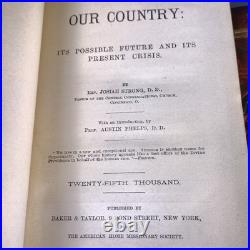 OUR COUNTRY:
ITS POSSIBLE FUTURE AND ITS
PRESENT CRISIS.
BY
REV. JOSIAH STRONG, D. D.,
CINCINNATI, O.
With an Introduction, by
PROF. AUSTIN PHELPS, D. D.
TWENTY-FIFTH THOUSAND.
PUBLISHED BY
BAKER & TAYLOR, 9 BOND STREET, NEW YORK,
FOR
THE AMERICAN HOME MISSIONARY SOCIETY.